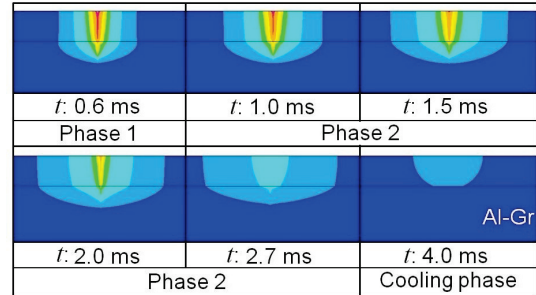 t: 0.6 ms t: 1.0 ms t: 1.5 ms
Phase 1 Phase 2
Al-Gr
t: 2.0 ms t: 2.7 ms t: 4.0 ms
Phase 2 Cooling phase